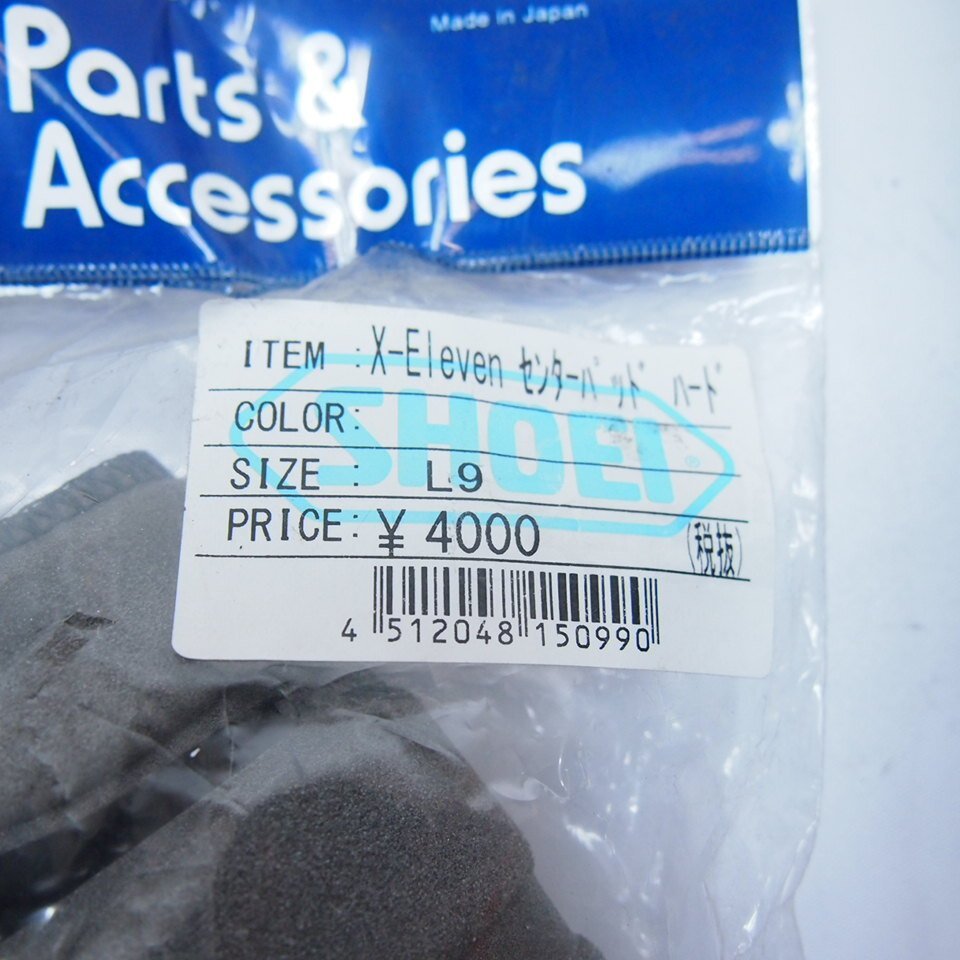 Made in Japan
Parts &
Accessories
ITEM : X-Eleven センターパッド ハード
COLOR:
SHOEI
®
SIZE : L9
PRICE: ¥ 4000 (税抜)
4 512048 150990